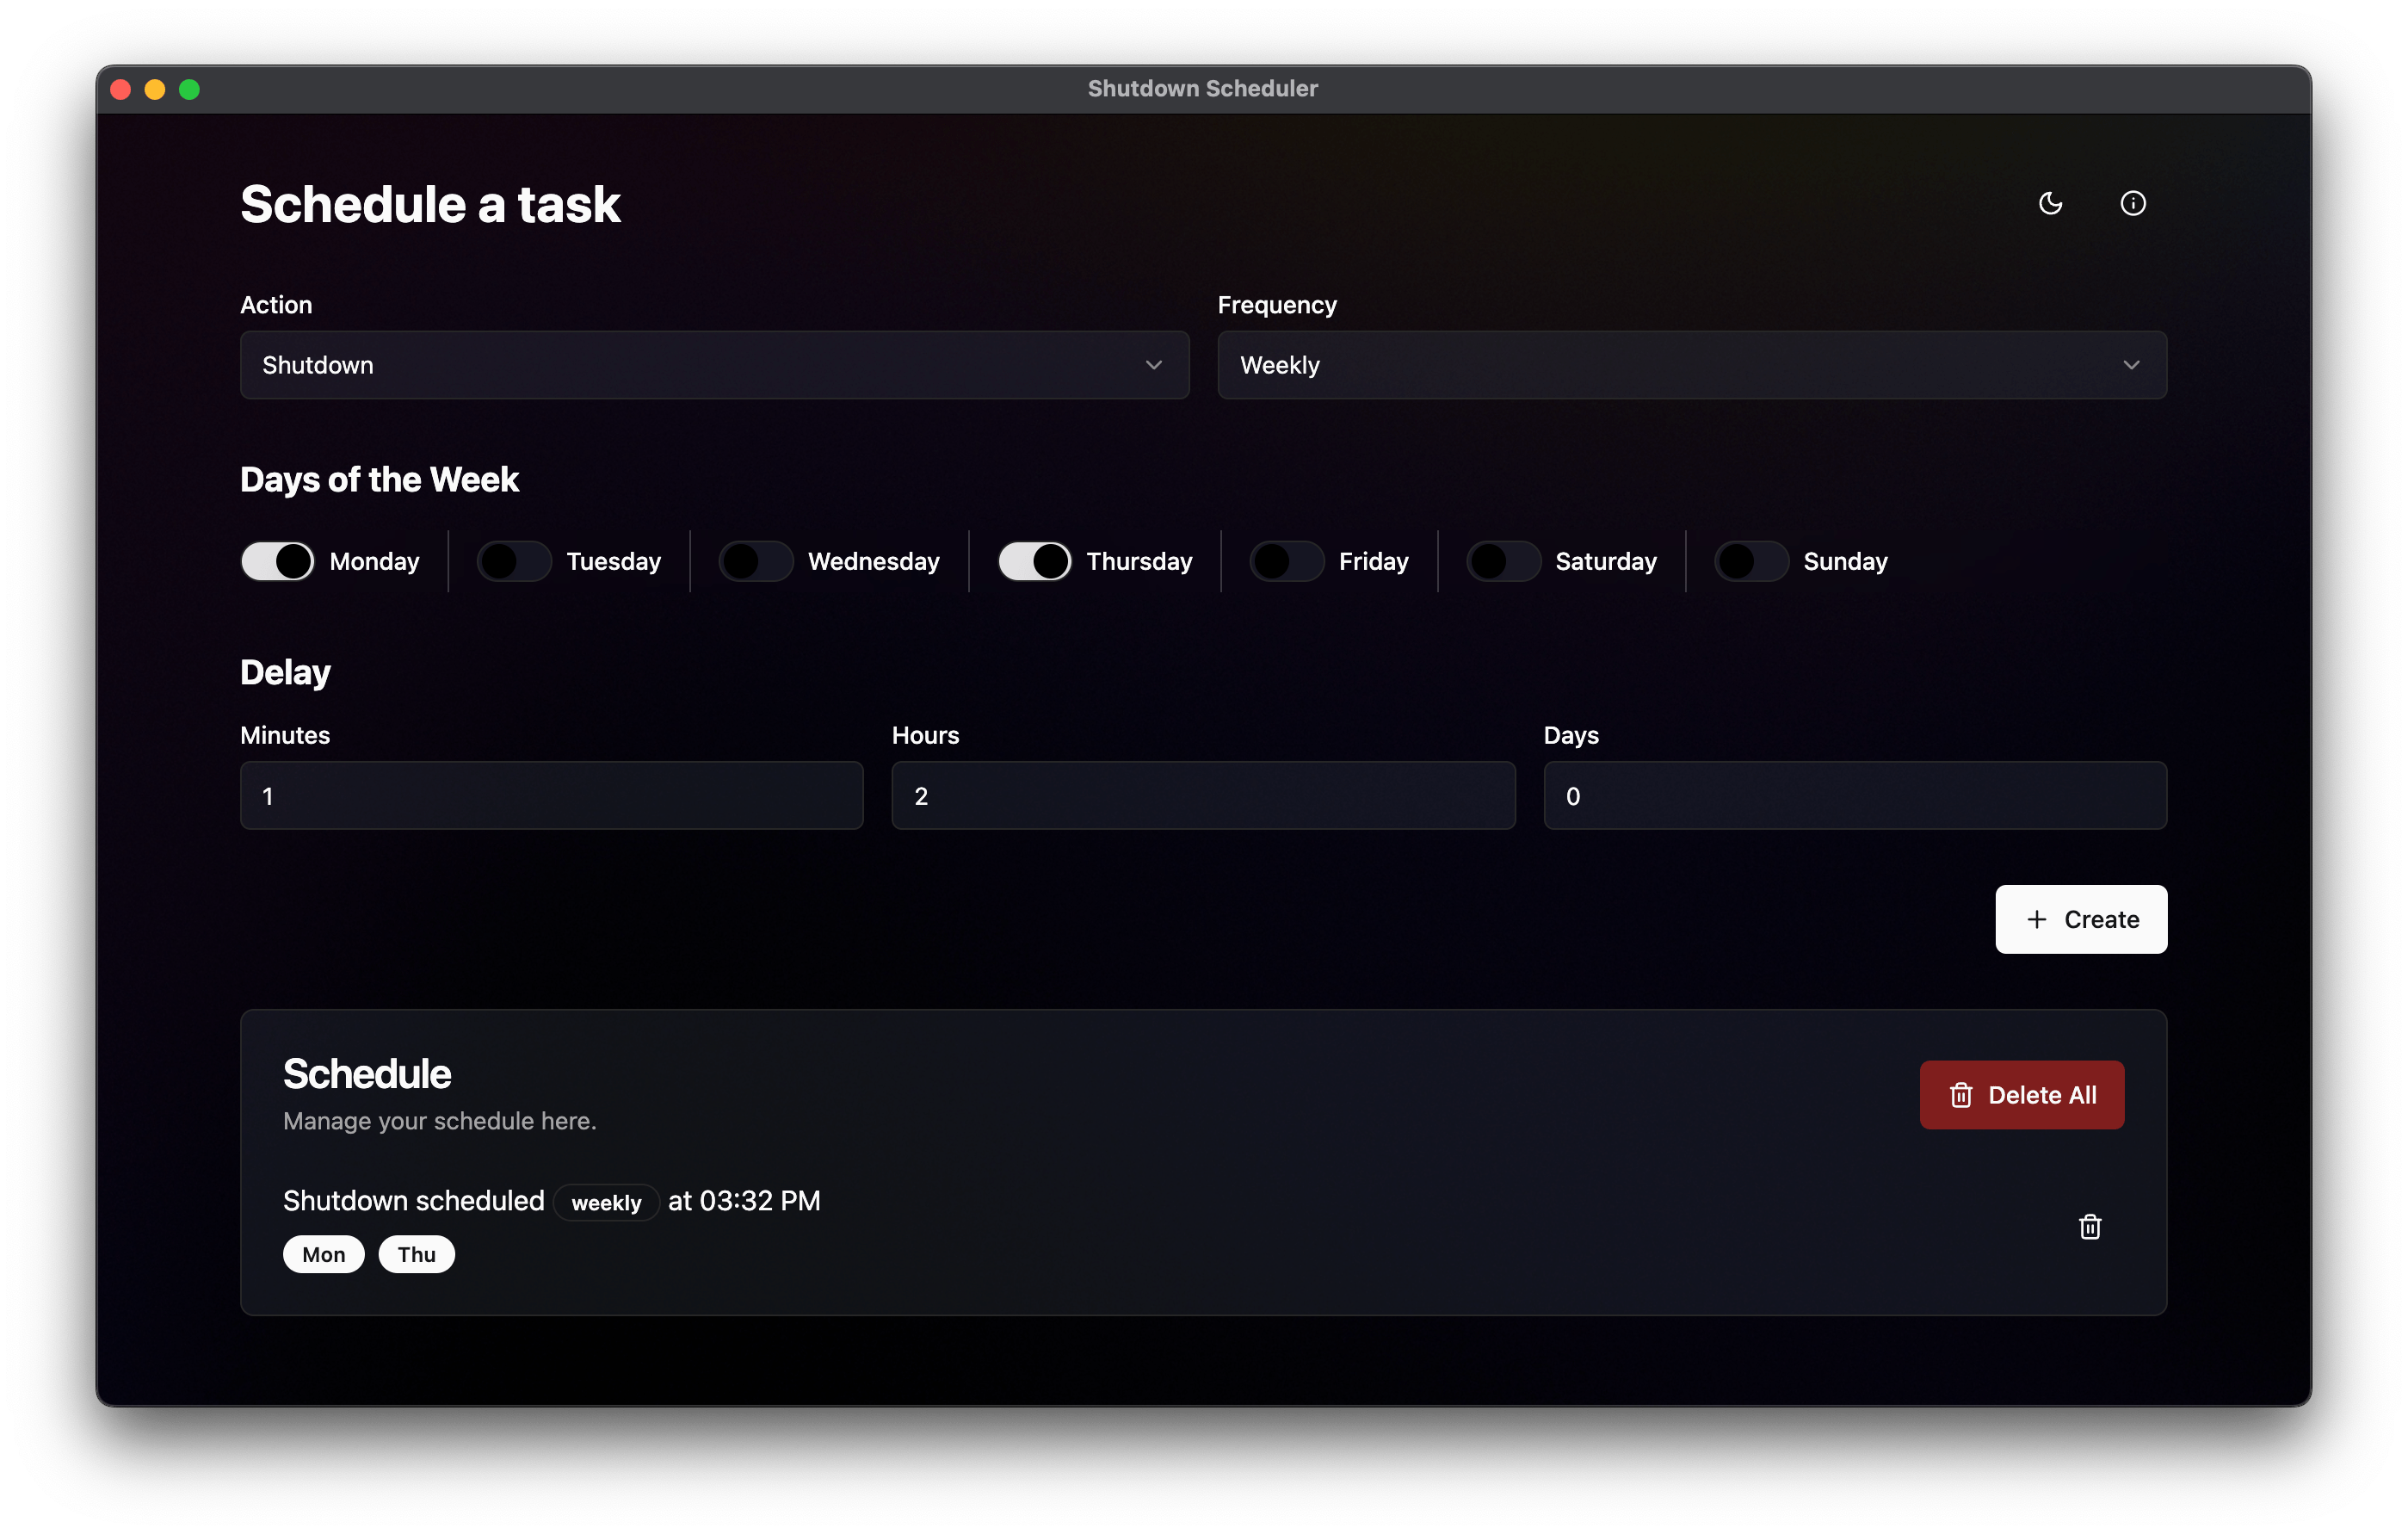 Shutdown Scheduler
Schedule a task
Action
Frequency
Shutdown
Weekly
Days of the Week
Monday Tuesday Wednesday Thursday Friday Saturday Sunday
Delay
Minutes
Hours
Days
1
2
0
+ Create
Schedule
Delete All
Manage your schedule here.
Shutdown scheduled weekly at 03:32 PM
Mon Thu